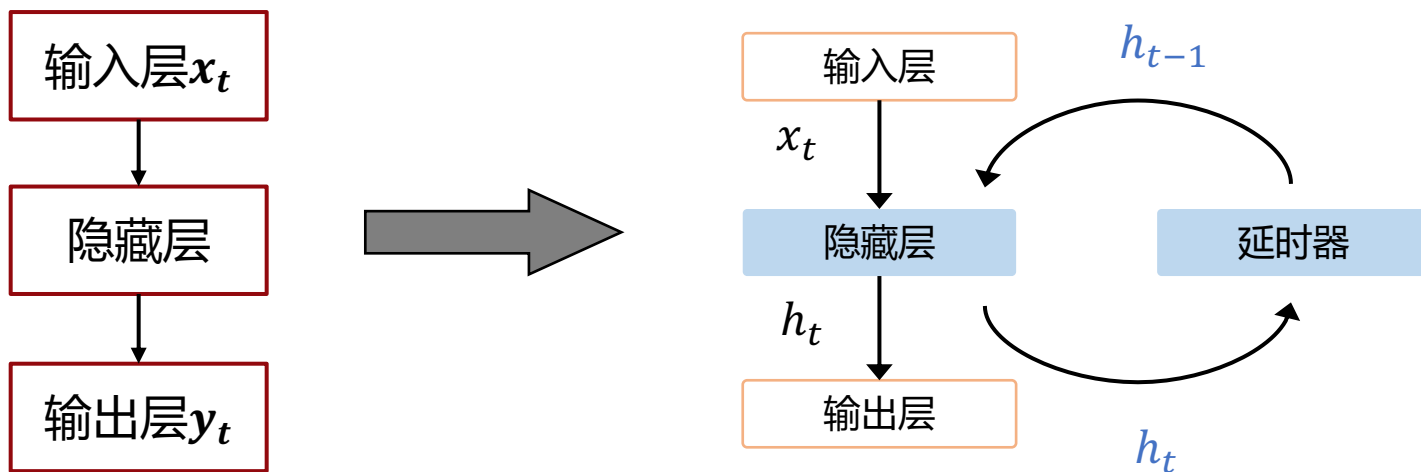 输入层x_t
隐藏层
输出层y_t
输入层
x_t
隐藏层
h_t
输出层
h_{t-1}
延时器
h_t